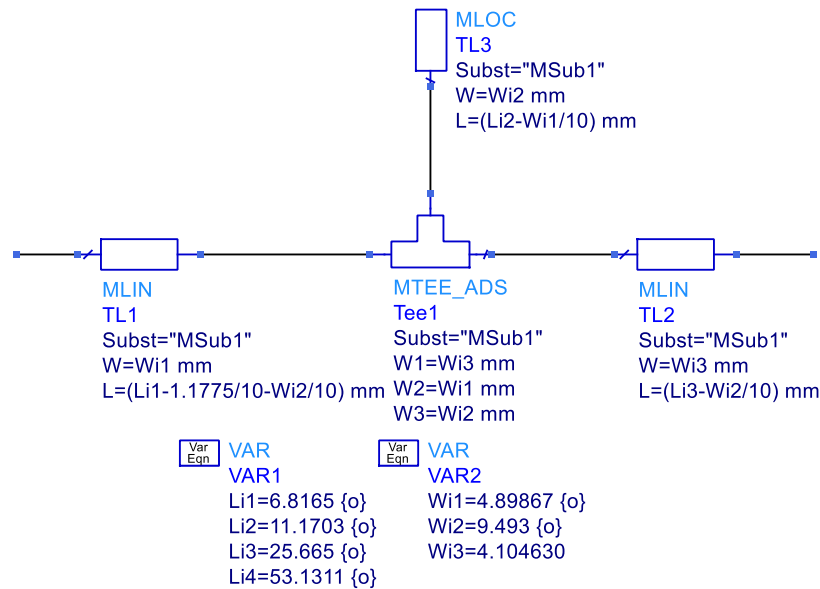 MLOC
TL3
Subst="MSub1"
W=Wi2 mm
L=(Li2-Wi1/10) mm
MLIN
TL1
Subst="MSub1"
W=Wi1 mm
L=(Li1-1.1775/10-Wi2/10) mm
MTEE_ADS
Tee1
Subst="MSub1"
W1=Wi3 mm
W2=Wi1 mm
W3=Wi2 mm
MLIN
TL2
Subst="MSub1"
W=Wi3 mm
L=(Li3-Wi2/10) mm
Var
Eqn
VAR
VAR1
Li1=6.8165 {o}
Li2=11.1703 {o}
Li3=25.665 {o}
Li4=53.1311 {o}
Var
Eqn
VAR
VAR2
Wi1=4.89867 {o}
Wi2=9.493 {o}
Wi3=4.104630